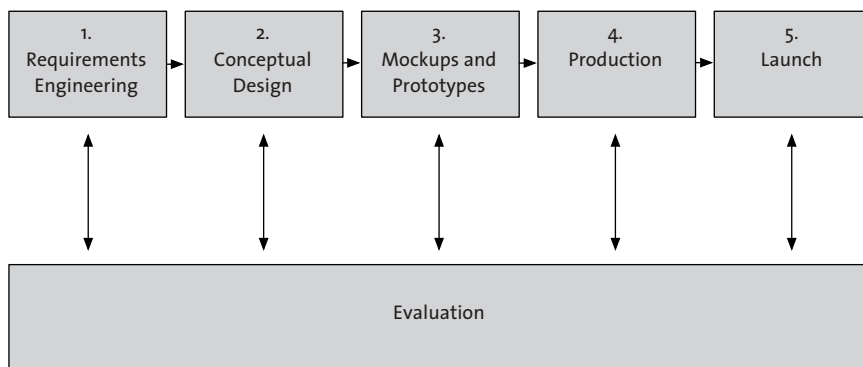 1.
Requirements
Engineering
2.
Conceptual
Design
3.
Mockups and
Prototypes
4.
Production
5.
Launch
Evaluation